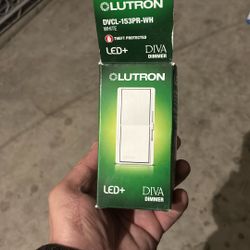 LUTRON
DVCL-153PR-WH
WHITE
THEFT PROTECTED
LED+
DIVA
DIMMER
LUTRON
LED+
DIVA
DIMMER